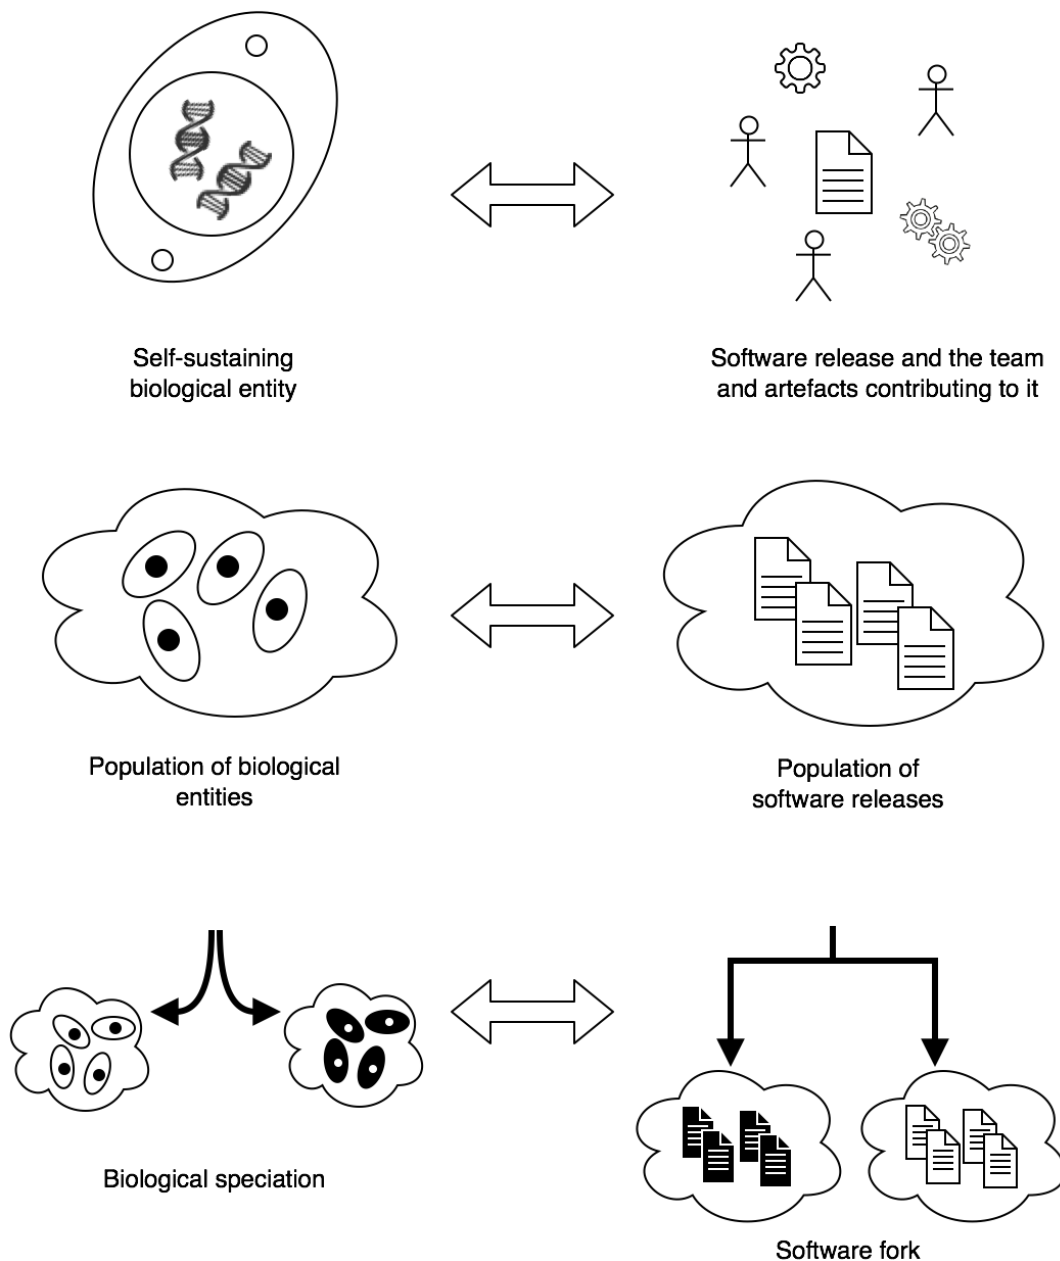 Self-sustaining
biological entity
Software release and the team
and artefacts contributing to it
Population of biological
entities
Population of
software releases
Biological speciation
Software fork